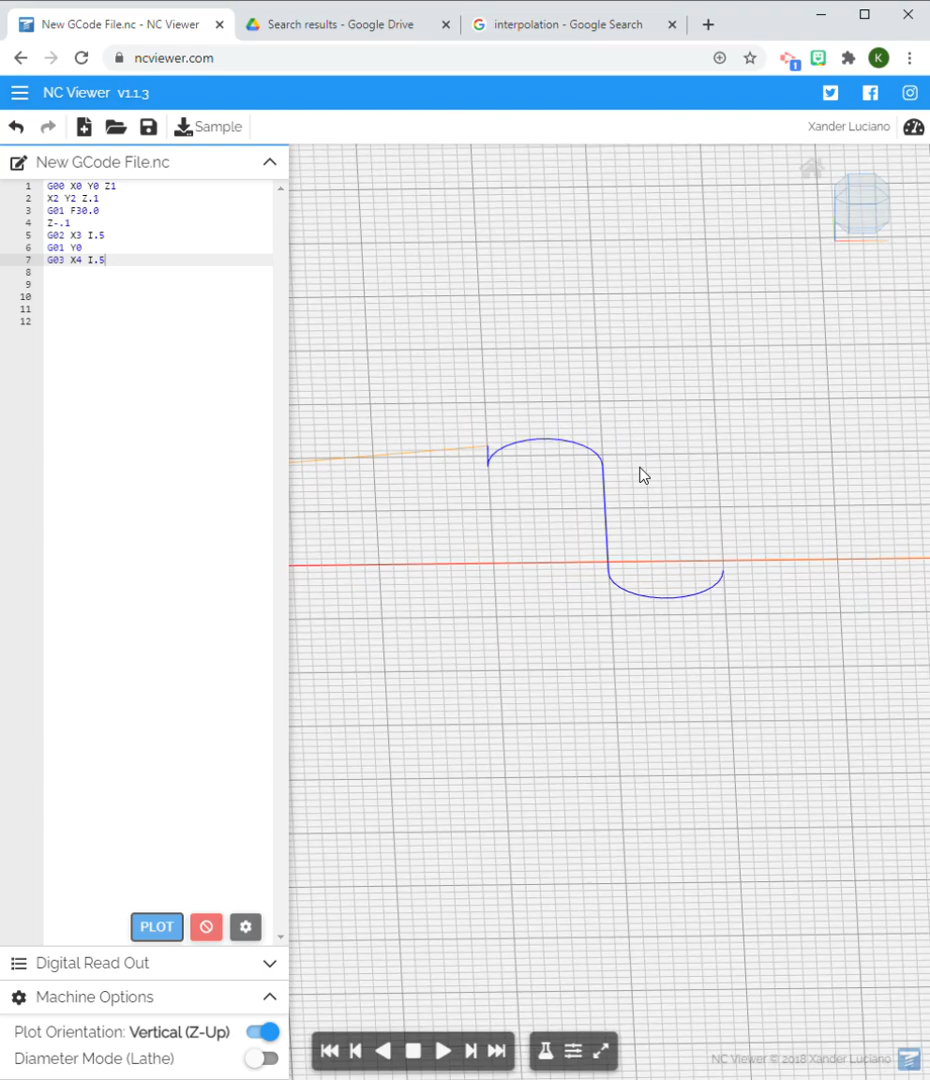 New GCode File.nc - NC Viewer
Search results - Google Drive
interpolation - Google Search
ncviewer.com
1
K
NC Viewer v1.1.3
Sample
Xander Luciano
New GCode File.nc
1 G00 X0 Y0 Z1
2 X2 Y2 Z.1
3 G01 F30.0
4 Z-.1
5 G02 X3 I.5
6 G01 Y0
7 G03 X4 I.5
8
9
10
11
12
PLOT
Digital Read Out
Machine Options
Plot Orientation: Vertical (Z-Up)
Diameter Mode (Lathe)
NC Viewer © 2018 Xander Luciano